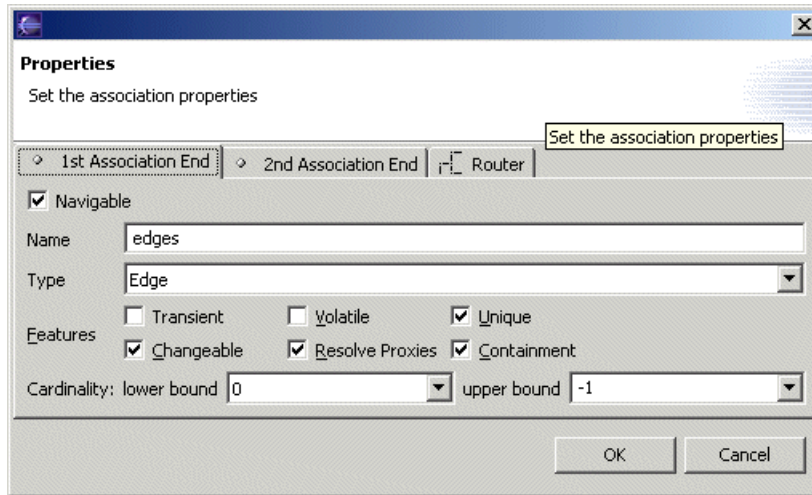 Properties
Set the association properties
Set the association properties
1st Association End 2nd Association End Router
Navigable
Name edges
Type Edge
Features
Transient Volatile Unique
Changeable Resolve Proxies Containment
Cardinality: lower bound 0 upper bound -1
OK Cancel